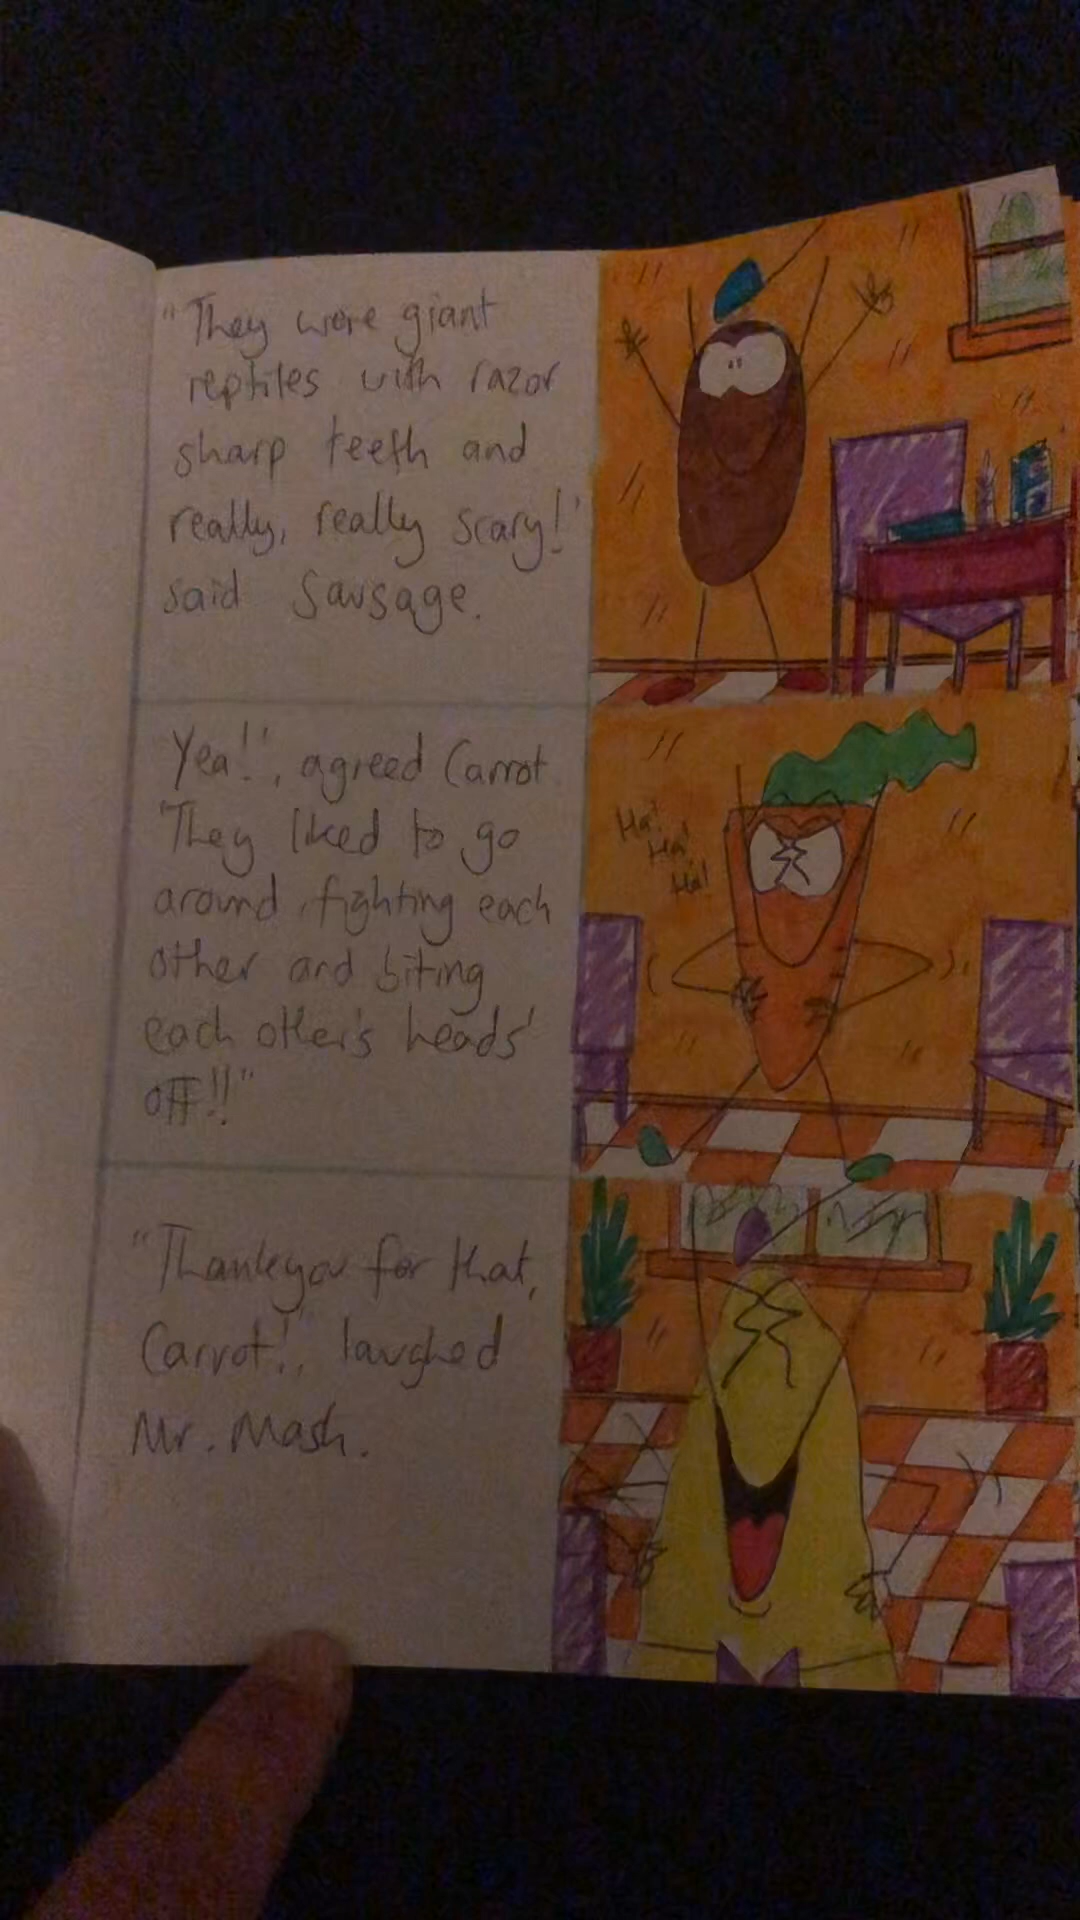 "They were giant
reptiles with razor
sharp teeth and
really, really scary!'
said Sausage.
Yea!', agreed Carrot
'They liked to go
around, fighting each
other and biting
each other's heads'
off!!"
Ha!
Ha!
Ha!
"Thankyou for that,
Carrot!", laughed
Mr. Mash.